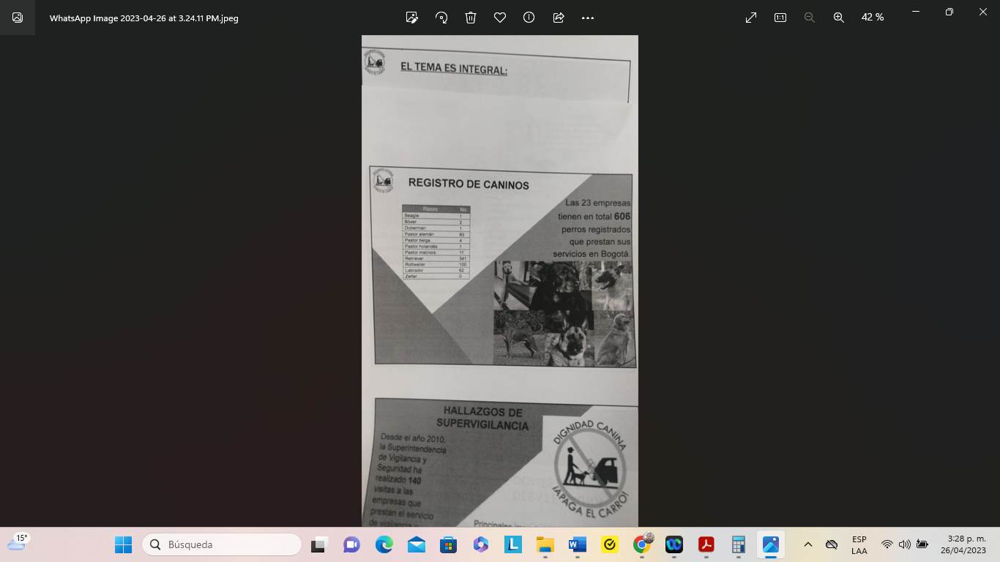 WhatsApp Image 2023-04-26 at 3.24.11 PM.jpeg
42 %
EL TEMA ES INTEGRAL:
REGISTRO DE CANINOS
Razas No
Beagle 1
Bóxer 2
Doberman 1
Pastor alemán 83
Pastor belga 4
Pastor holandés 1
Pastor malinois 11
Retriever 341
Rottweiler 100
Labrador 62
Zetter 0
Las 23 empresas
tienen en total 606
perros registrados
que prestan sus
servicios en Bogotá.
HALLAZGOS DE
SUPERVIGILANCIA
Desde el año 2010,
la Superintendencia
de Vigilancia y
Seguridad ha
realizado 140
visitas a las
empresas que
prestan el servicio
de vigilancia y
Principales
DIGNIDAD CANINA
¡APAGA EL CARRO!
15°
Búsqueda
ESP
LAA
3:28 p. m.
26/04/2023